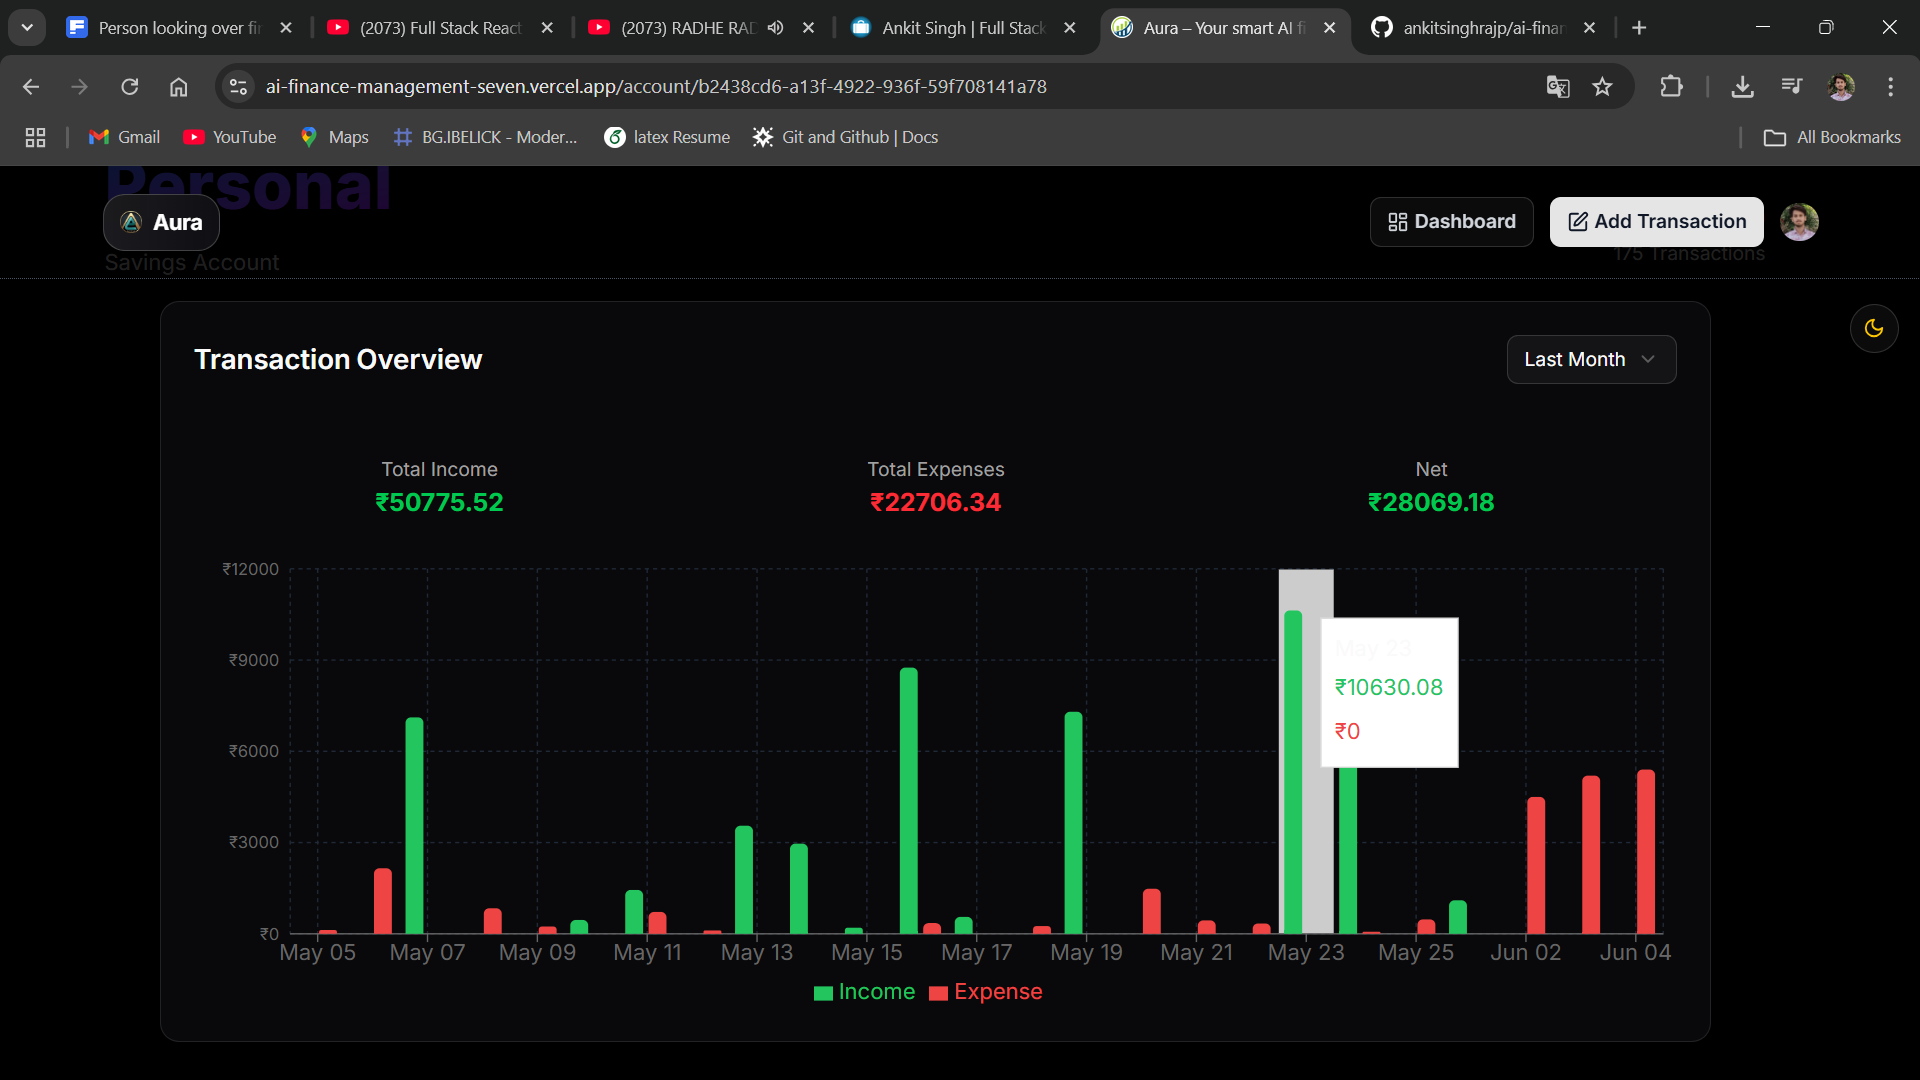 Person looking over fi
(2073) Full Stack React
(2073) RADHE RAD
Ankit Singh | Full Stack
Aura – Your smart AI fi
ankitsinghrajp/ai-finan
ai-finance-management-seven.vercel.app/account/b2438cd6-a13f-4922-936f-59f708141a78
Gmail
YouTube
Maps
BG.IBELICK - Moder...
latex Resume
Git and Github | Docs
All Bookmarks
Personal
Aura
Dashboard
Add Transaction
Savings Account
175 Transactions
Transaction Overview
Last Month
Total Income
₹50775.52
Total Expenses
₹22706.34
Net
₹28069.18
₹12000
₹9000
₹6000
₹3000
₹0
May 23
₹10630.08
₹0
May 05
May 07
May 09
May 11
May 13
May 15
May 17
May 19
May 21
May 23
May 25
Jun 02
Jun 04
Income
Expense